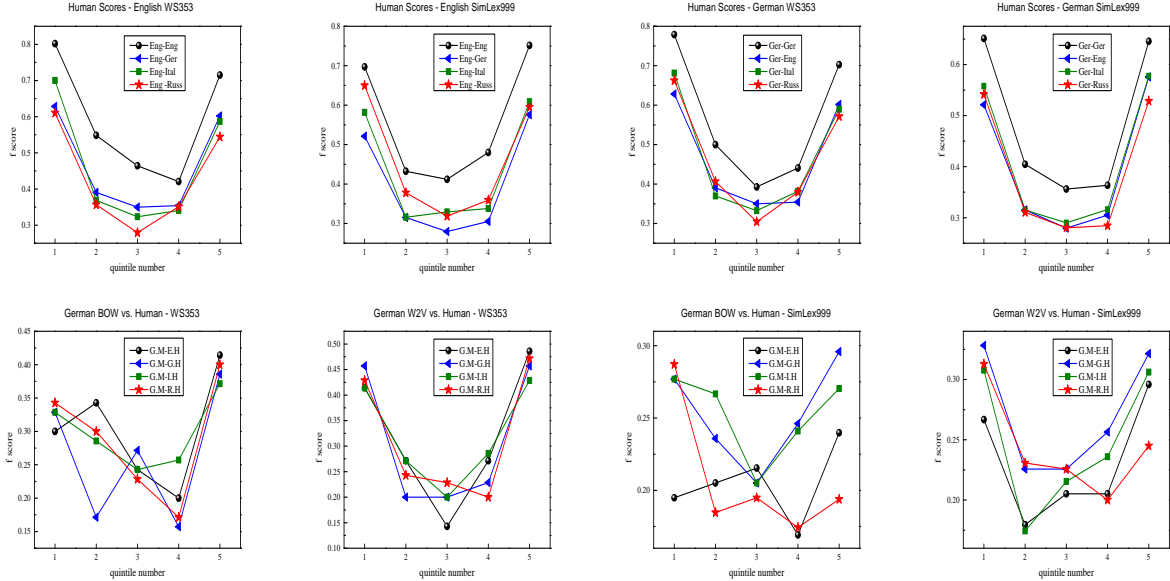 Human Scores - English WS353
0.8
0.7
0.6
0.5
0.4
0.3
f score
Eng-Eng
Eng-Ger
Eng-Ital
Eng -Russ
1 2 3 4 5
quintile number
Human Scores - English SimLex999
0.8
0.7
0.6
0.5
0.4
0.3
f score
Eng-Eng
Eng-Ger
Eng-Ital
Eng -Russ
1 2 3 4 5
quintile number
Human Scores - German WS353
0.8
0.7
0.6
0.5
0.4
0.3
f score
Ger-Ger
Ger-Eng
Ger-Ital
Ger-Russ
1 2 3 4 5
quintile number
Human Scores - German SimLex999
0.6
0.5
0.4
0.3
f score
Ger-Ger
Ger-Eng
Ger-Ital
Ger-Russ
1 2 3 4 5
quintile number
German BOW vs. Human - WS353
0.45
0.40
0.35
0.30
0.25
0.20
0.15
f score
G.M-E.H
G.M-G.H
G.M-I.H
G.M-R.H
1 2 3 4 5
quintile number
German W2V vs. Human - WS353
0.50
0.45
0.40
0.35
0.30
0.25
0.20
0.15
0.10
f score
G.M-E.H
G.M-G.H
G.M-I.H
G.M-R.H
1 2 3 4 5
quintile number
German BOW vs. Human - SimLex999
0.30
0.25
0.20
f score
G.M-E.H
G.M-G.H
G.M-I.H
G.M-R.H
1 2 3 4 5
quintile number
German W2V vs. Human - SimLex999
0.30
0.25
0.20
f score
G.M-E.H
G.M-G.H
G.M-I.H
G.M-R.H
1 2 3 4 5
quintile number